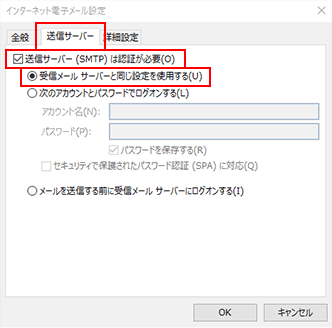 インターネット電子メール設定
全般 送信サーバー 詳細設定
送信サーバー (SMTP) は認証が必要(O)
受信メール サーバーと同じ設定を使用する(U)
次のアカウントとパスワードでログオンする(L)
アカウント名(N):
パスワード(P):
パスワードを保存する(R)
セキュリティで保護されたパスワード認証 (SPA) に対応(Q)
メールを送信する前に受信メール サーバーにログオンする(I)
OK キャンセル